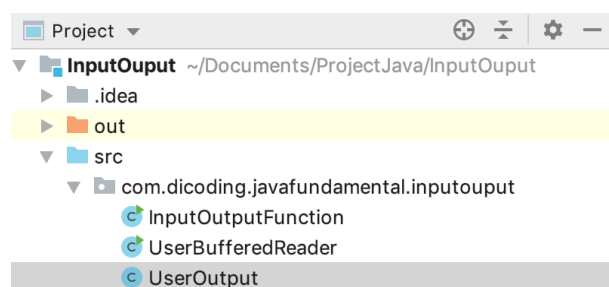 Project
InputOuput ~/Documents/ProjectJava/InputOuput
.idea
out
src
com.dicoding.javafundamental.inputouput
C InputOutputFunction
C UserBufferedReader
C UserOutput